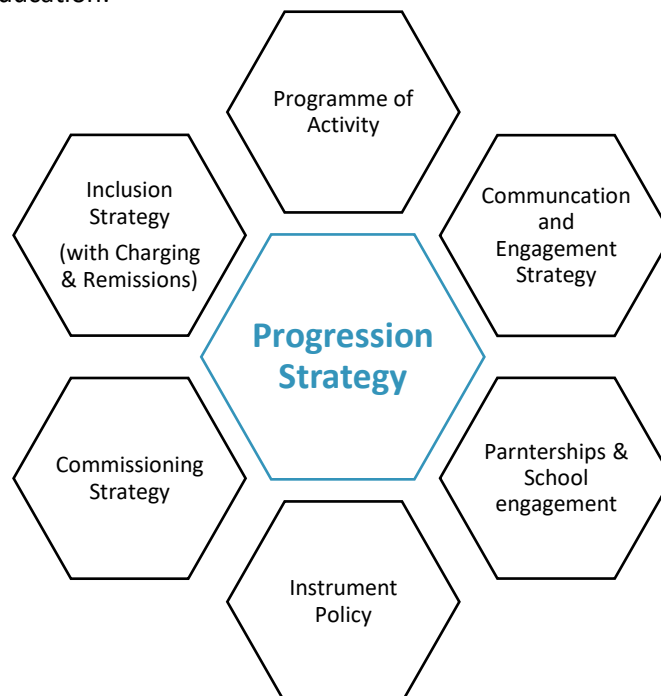 ducation.
Programme of
Activity
Inclusion
Strategy
(with Charging
& Remissions)
Communcation
and
Engagement
Strategy
Progression
Strategy
Commissioning
Strategy
Parnterships &
School
engagement
Instrument
Policy